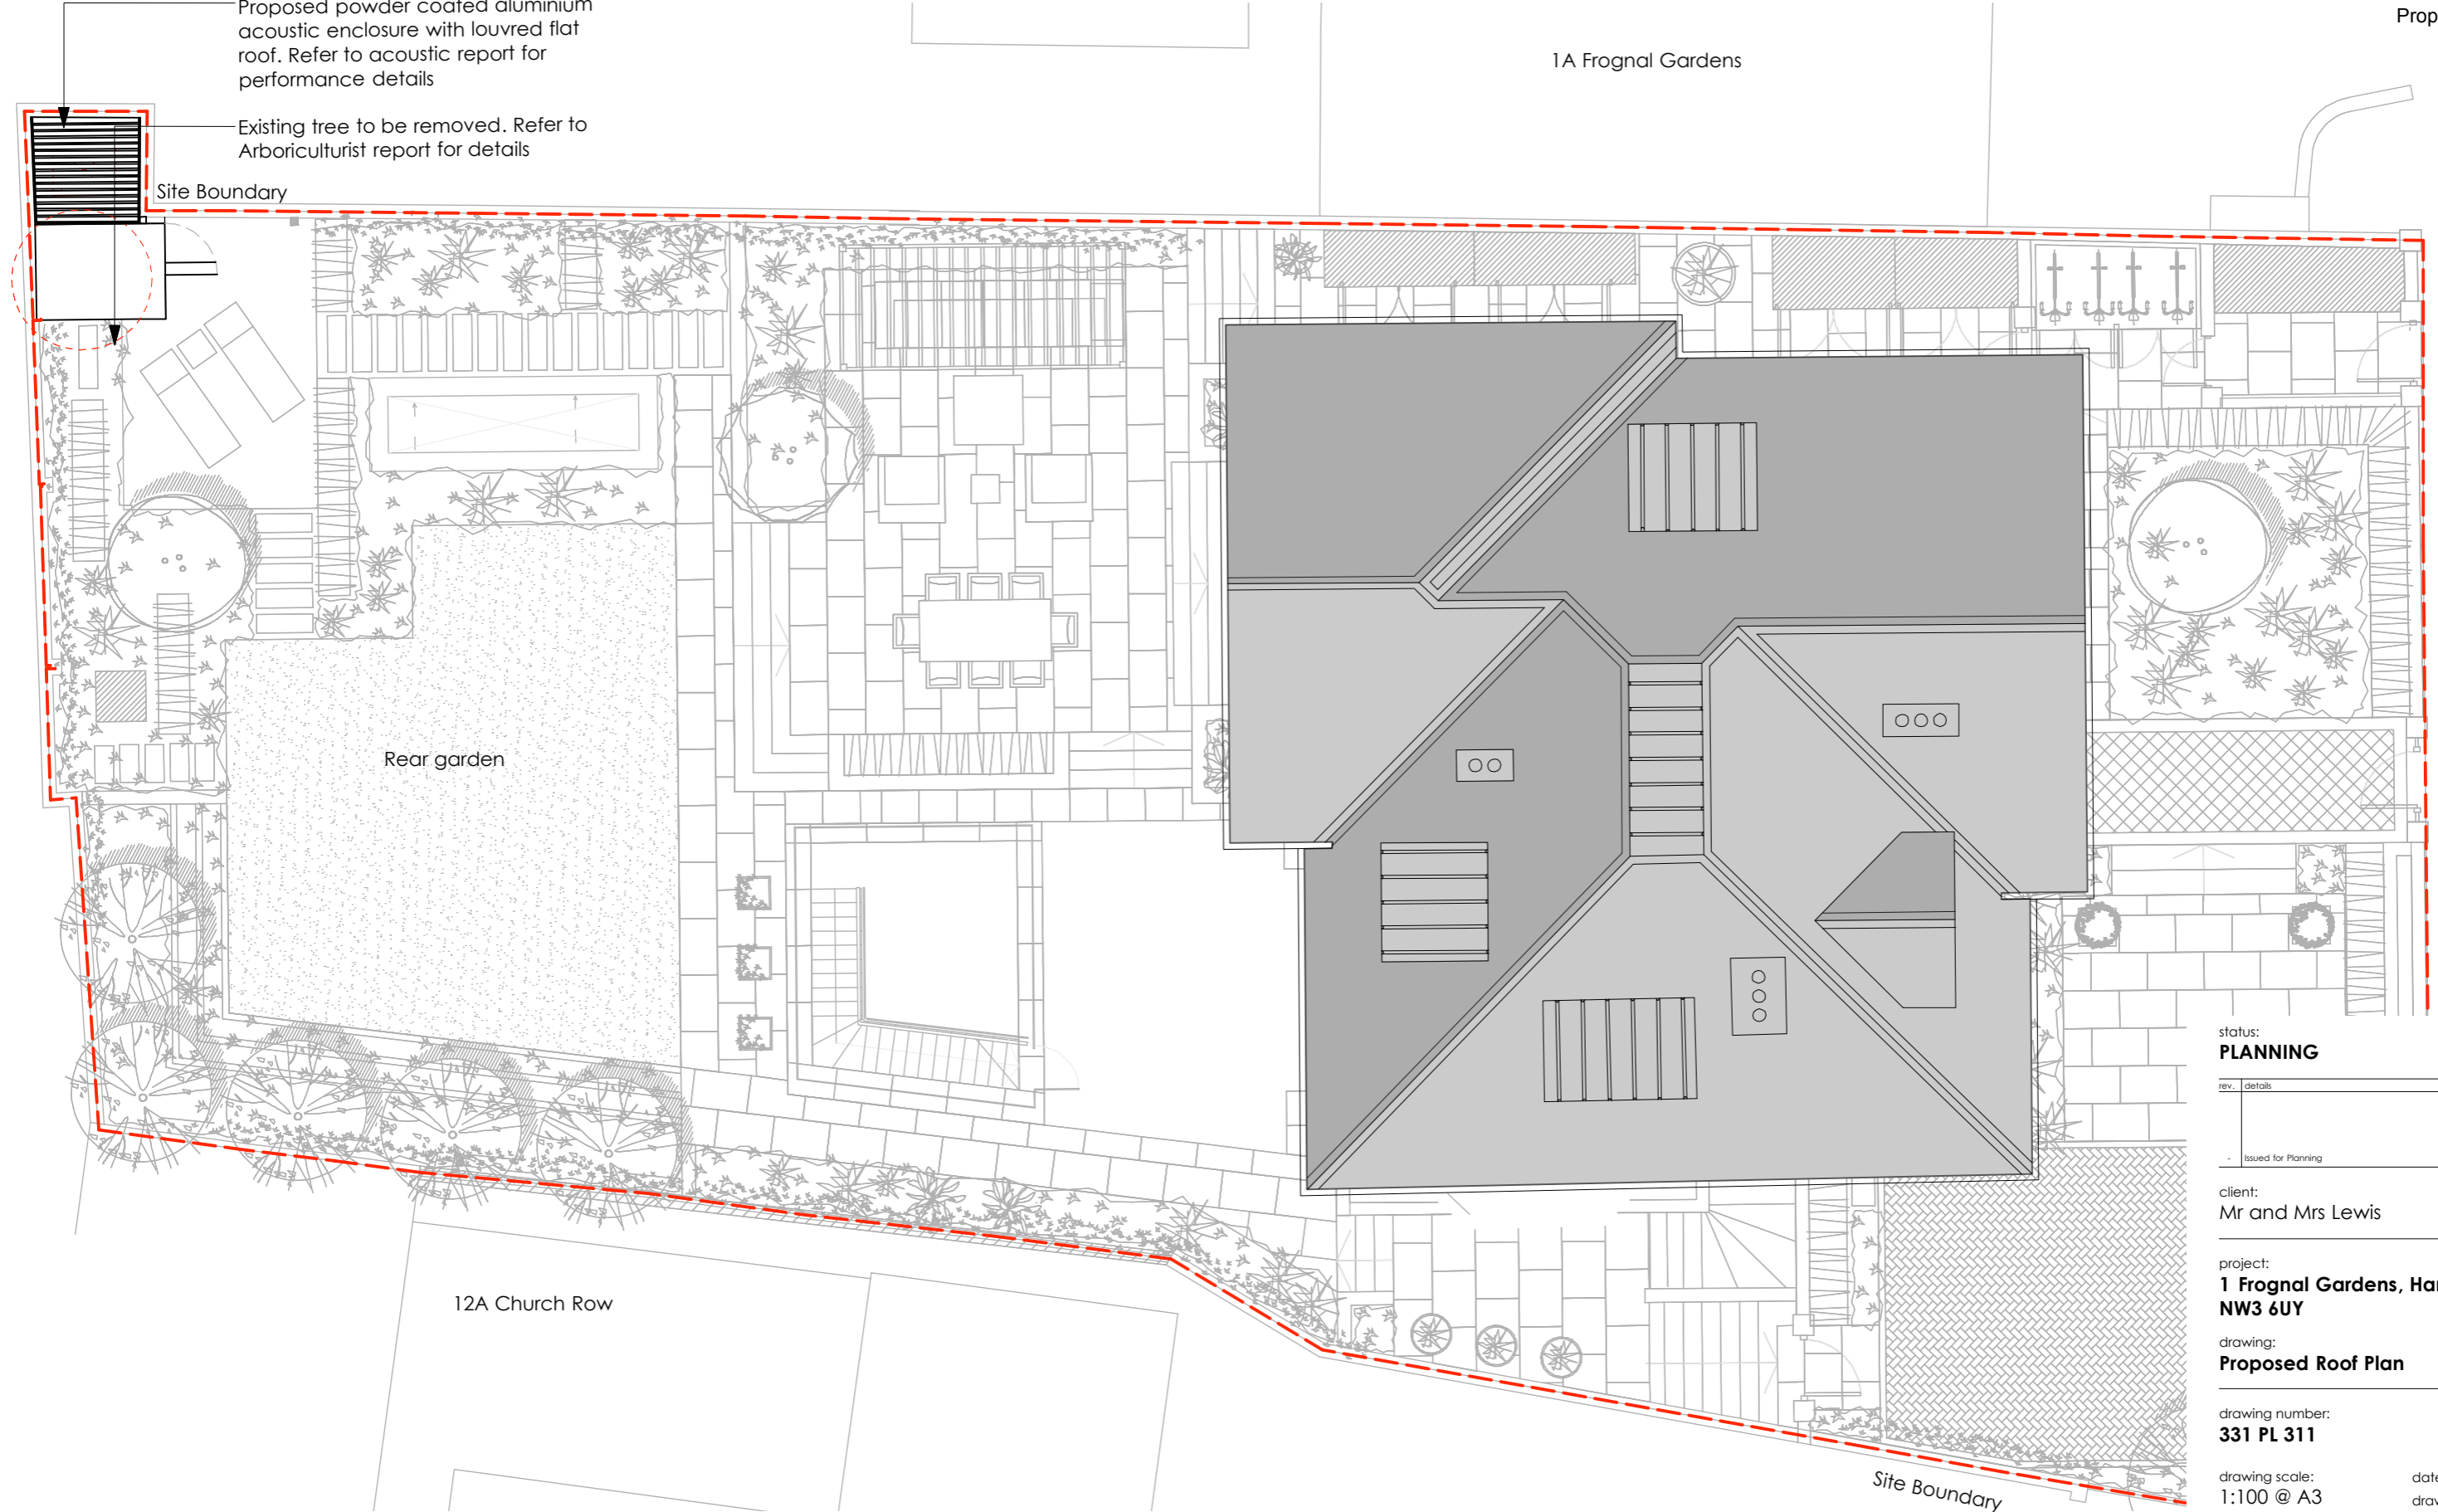 Proposed powder coated aluminium
acoustic enclosure with louvred flat
roof. Refer to acoustic report for
performance details
Existing tree to be removed. Refer to
Arboriculturist report for details
Site Boundary
1A Frognal Gardens
Prop
Rear garden
12A Church Row
Site Boundary
status:
PLANNING
rev. details
- Issued for Planning
client:
Mr and Mrs Lewis
project:
1 Frognal Gardens, Ha
NW3 6UY
drawing:
Proposed Roof Plan
drawing number:
331 PL 311
drawing scale: date
1:100 @ A3 draw